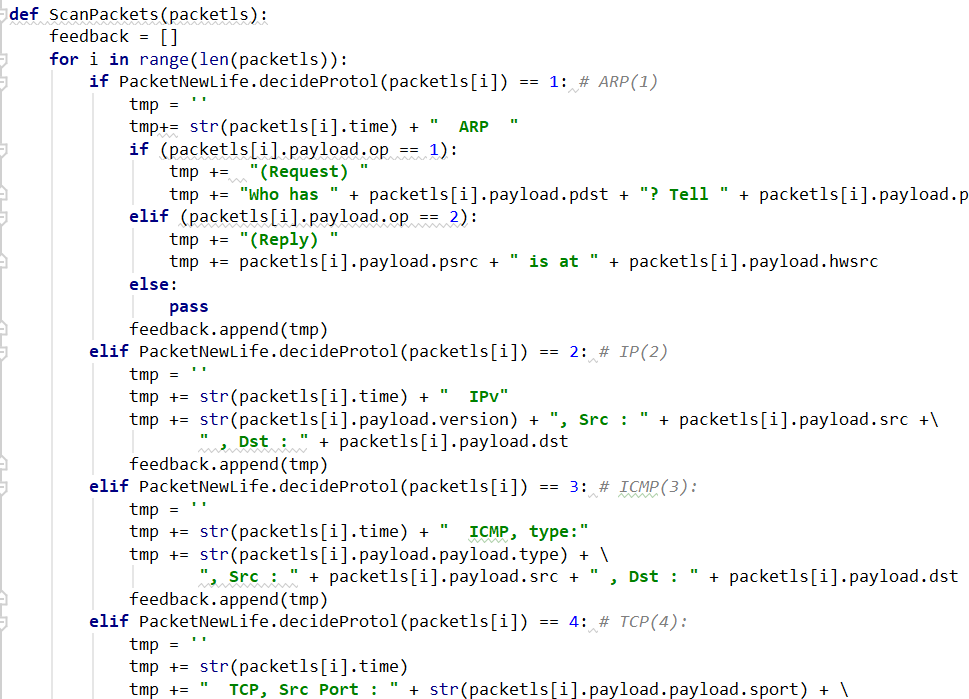 def ScanPackets(packetls):
    feedback = []
    for i in range(len(packetls)):
        if PacketNewLife.decideProtol(packetls[i]) == 1: # ARP(1)
            tmp = ''
            tmp+= str(packetls[i].time) + "  ARP  "
            if (packetls[i].payload.op == 1):
                tmp +=  "(Request) "
                tmp += "Who has " + packetls[i].payload.pdst + "? Tell " + packetls[i].payload.p
            elif (packetls[i].payload.op == 2):
                tmp += "(Reply) "
                tmp += packetls[i].payload.psrc + " is at " + packetls[i].payload.hwsrc
            else:
                pass
            feedback.append(tmp)
        elif PacketNewLife.decideProtol(packetls[i]) == 2: # IP(2)
            tmp = ''
            tmp += str(packetls[i].time) + "  IPv"
            tmp += str(packetls[i].payload.version) + ", Src : " + packetls[i].payload.src +\
                   " , Dst : " + packetls[i].payload.dst
            feedback.append(tmp)
        elif PacketNewLife.decideProtol(packetls[i]) == 3: # ICMP(3):
            tmp = ''
            tmp += str(packetls[i].time) + "  ICMP, type:"
            tmp += str(packetls[i].payload.payload.type) + \
                   ", Src : " + packetls[i].payload.src + " , Dst : " + packetls[i].payload.dst
            feedback.append(tmp)
        elif PacketNewLife.decideProtol(packetls[i]) == 4: # TCP(4):
            tmp = ''
            tmp += str(packetls[i].time)
            tmp += "  TCP, Src Port : " + str(packetls[i].payload.payload.sport) + \